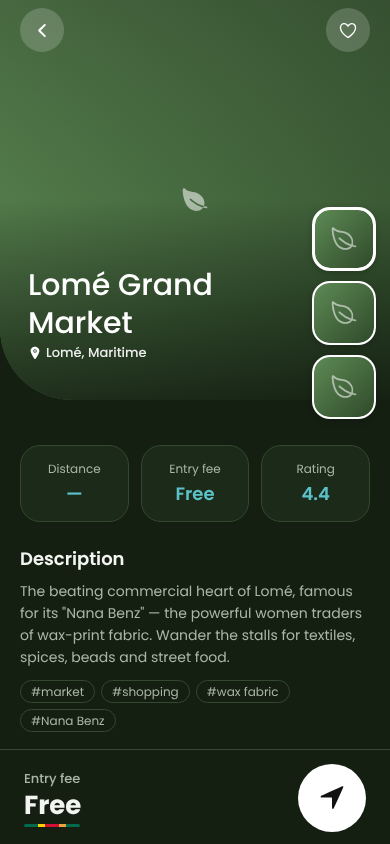 Lomé Grand
Market
Lomé, Maritime
Distance
Entry fee
Rating
—
Free
4.4
Description
The beating commercial heart of Lomé, famous
for its "Nana Benz" — the powerful women traders
of wax-print fabric. Wander the stalls for textiles,
spices, beads and street food.
#market
#shopping
#wax fabric
#Nana Benz
Entry fee
Free